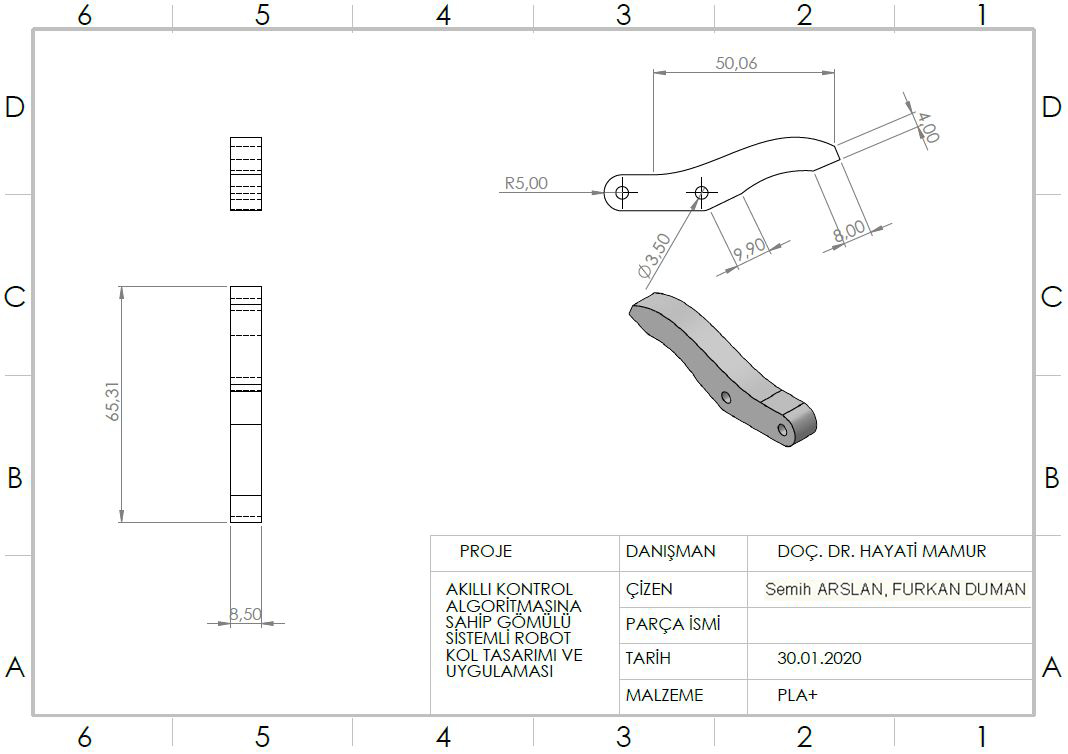 6 5 4 3 2 1
D D
50,06
4,00
R5,00
8,00
9,90
Ø3,50
C C
65,31
B B
8,50
PROJE DANIŞMAN DOÇ. DR. HAYATİ MAMUR
AKILLI KONTROL
ALGORİTMASINA
SAHİP GÖMÜLÜ
SİSTEMLİ ROBOT
KOL TASARIMI VE
UYGULAMASI
ÇİZEN Semih ARSLAN, FURKAN DUMAN
PARÇA İSMİ
TARİH 30.01.2020
MALZEME PLA+
A A
6 5 4 3 2 1